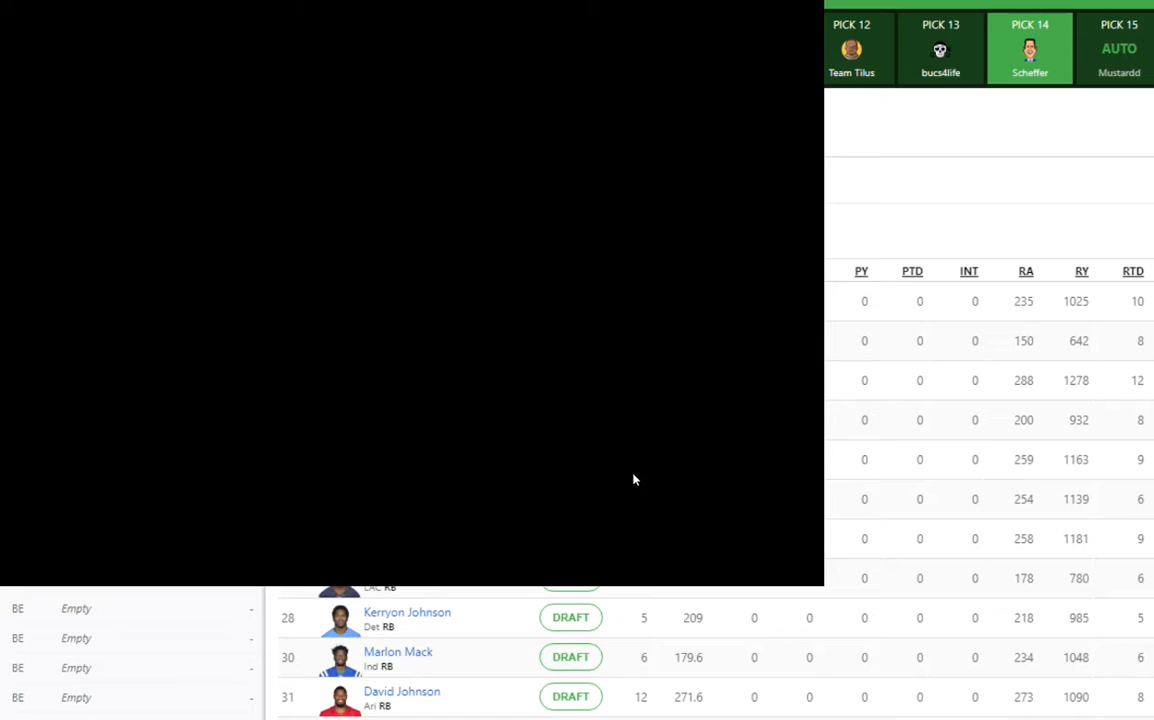 PICK 12 PICK 13 PICK 14 PICK 15
AUTO
Team Tilus bucs4life Scheffer Mustardd
PY PTD INT RA RY RTD
0 0 0 235 1025 10
0 0 0 150 642 8
0 0 0 288 1278 12
0 0 0 200 932 8
0 0 0 259 1163 9
0 0 0 254 1139 6
0 0 0 258 1181 9
0 0 0 178 780 6
LAC RB
BE Empty -
28 Kerryon Johnson DRAFT 5 209 0 0 0 218 985 5
Det RB
BE Empty -
30 Marlon Mack DRAFT 6 179.6 0 0 0 234 1048 6
Ind RB
BE Empty -
31 David Johnson DRAFT 12 271.6 0 0 0 273 1090 8
Ari RB
BE Empty -